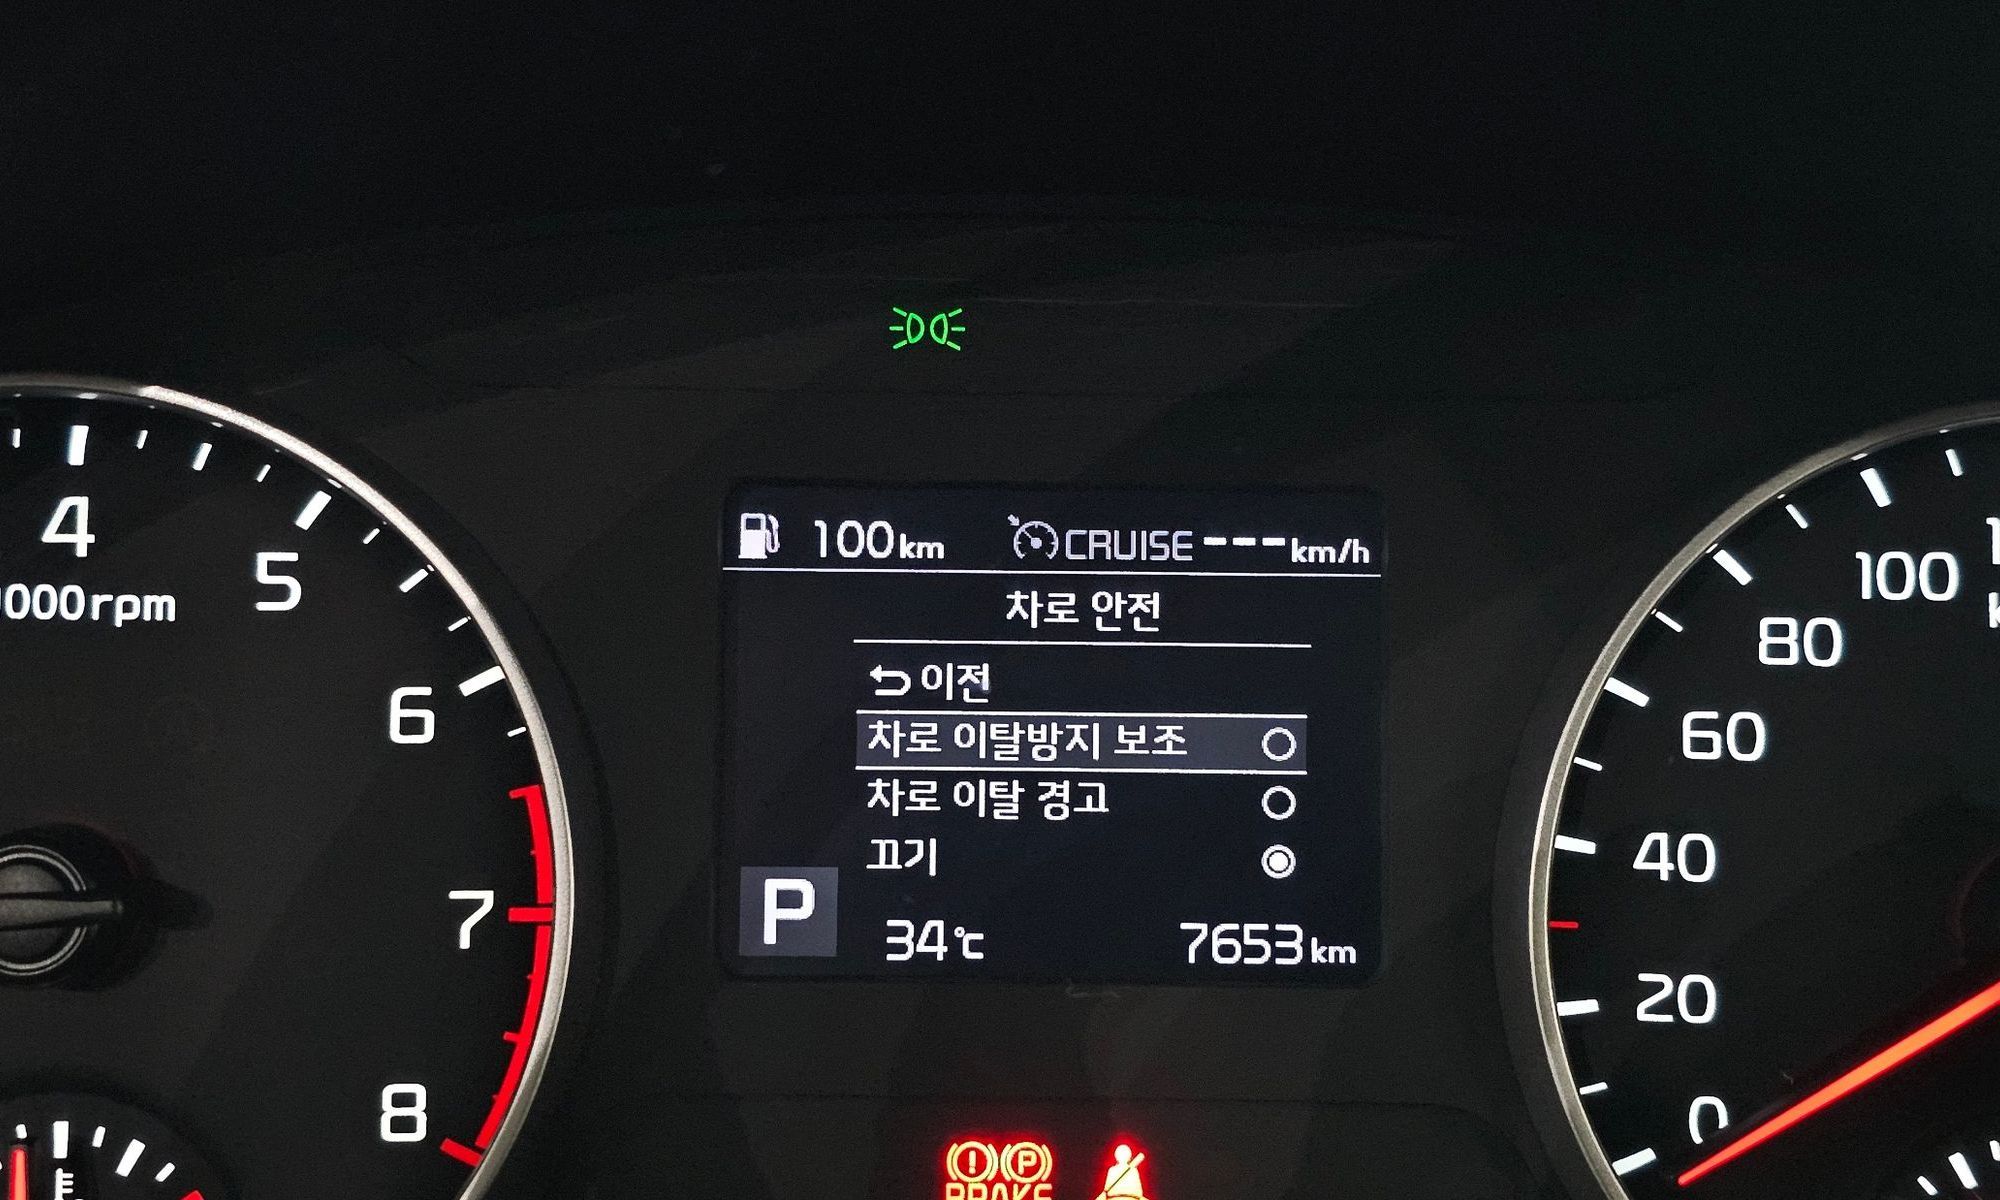 100km CRUISE ---km/h
차로 안전
이전
차로 이탈방지 보조
차로 이탈 경고
끄기
P 34℃ 7653km
4
5
6
7
8
000rpm
100
80
60
40
20
0
E
P
BRAKE